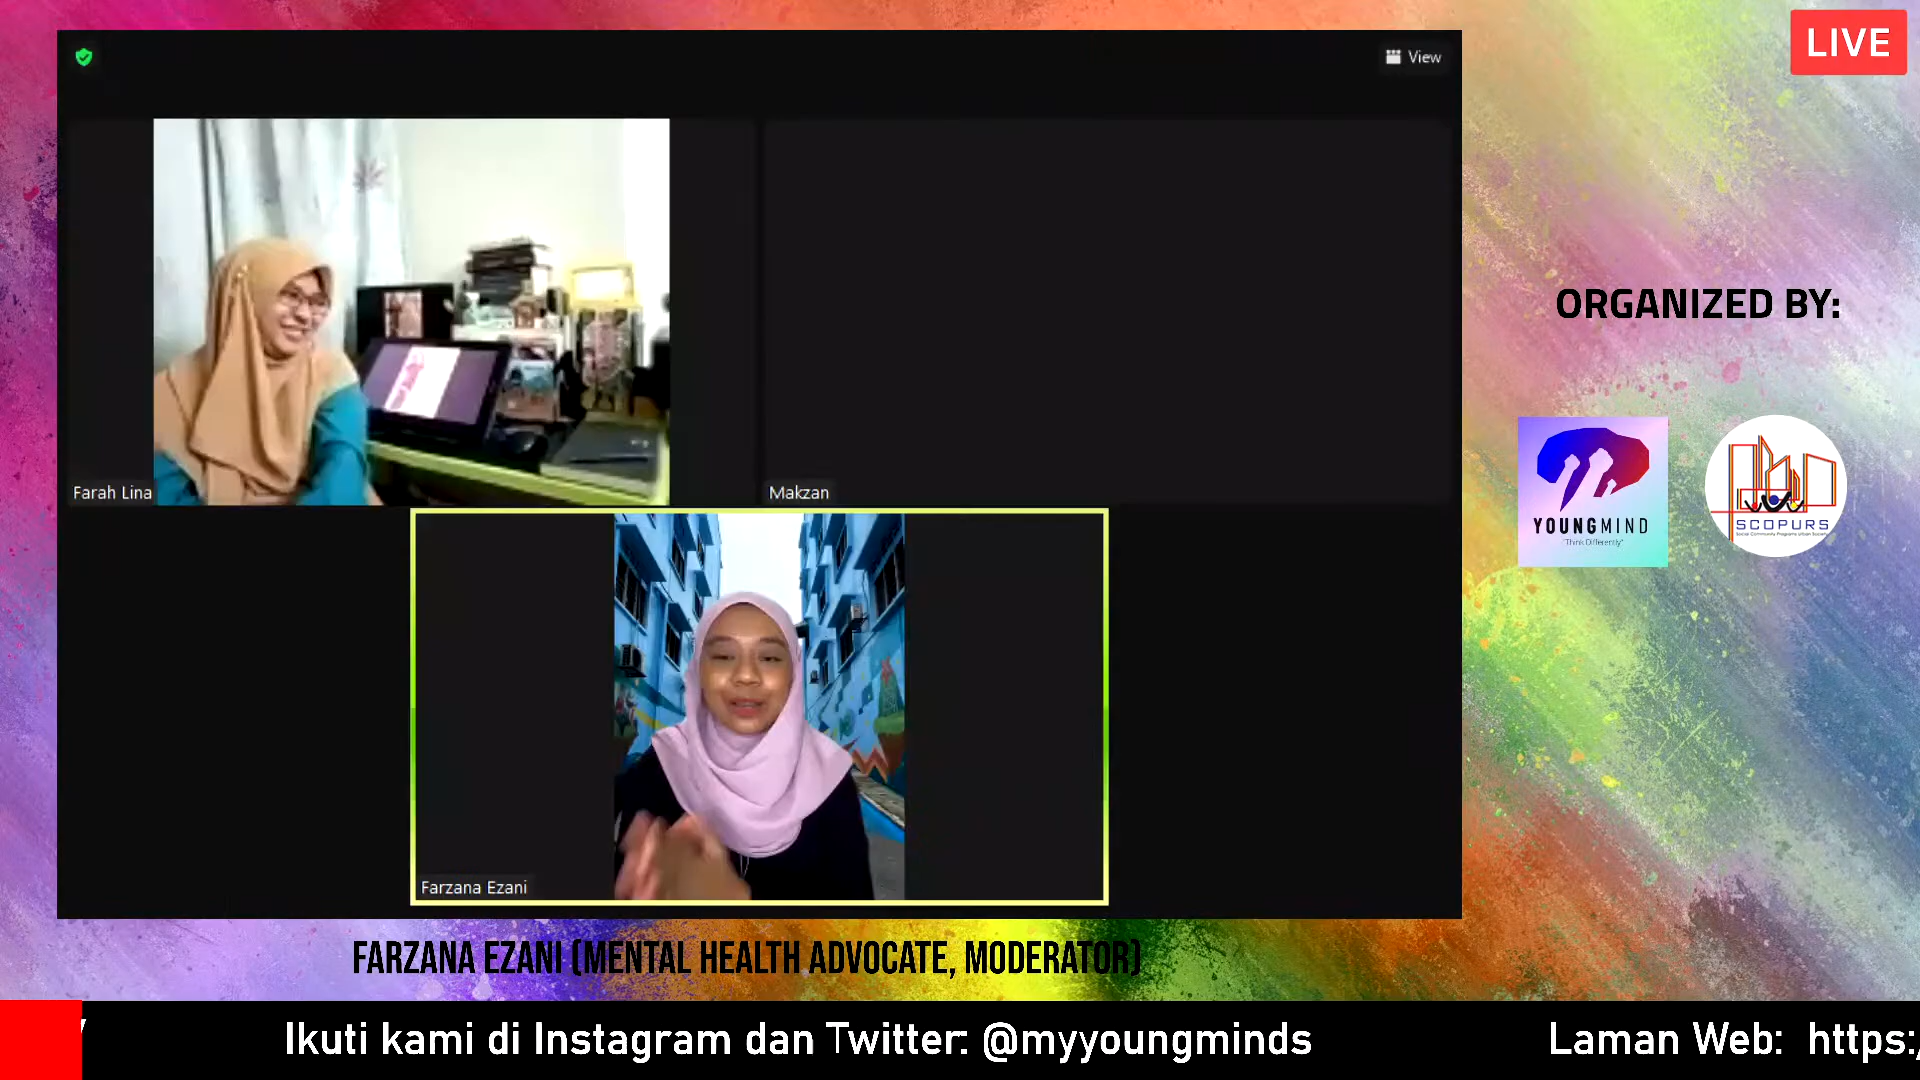 LIVE
View
ORGANIZED BY:
Farah Lina
Makzan
YOUNGMIND
"Think Differently"
SCOPURS
Farzana Ezani
FARZANA EZANI (MENTAL HEALTH ADVOCATE, MODERATOR)
/ Ikuti kami di Instagram dan Twitter: @myyoungminds Laman Web: https:/